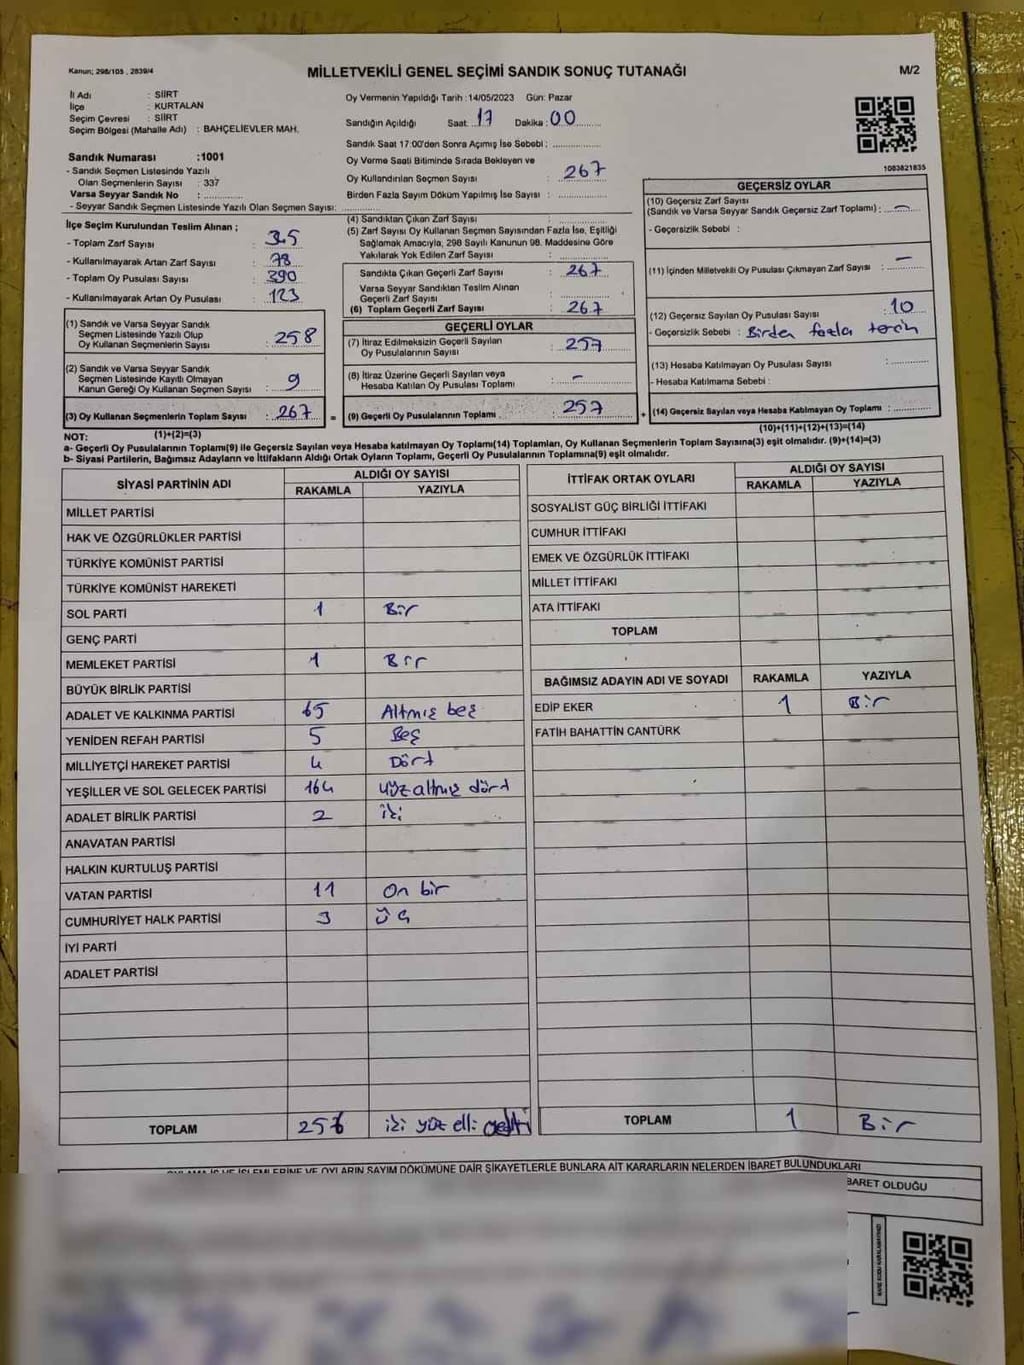 Kanun; 298/105 , 2839/4
MİLLETVEKİLİ GENEL SEÇİMİ SANDIK SONUÇ TUTANAĞI
M/2
İl Adı : SİİRT
İlçe : KURTALAN
Seçim Çevresi : SİİRT
Seçim Bölgesi (Mahalle Adı) : BAHÇELİEVLER MAH.
Sandık Numarası :1001
- Sandık Seçmen Listesinde Yazılı
Olan Seçmenlerin Sayısı : 337
Varsa Seyyar Sandık No :
- Seyyar Sandık Seçmen Listesinde Yazılı Olan Seçmen Sayısı:
Oy Vermenin Yapıldığı Tarih :14/05/2023 Gün: Pazar
Sandığın Açıldığı Saat: 17 Dakika: 00
Sandık Saat 17:00'den Sonra Açımış İse Sebebi :
Oy Verme Saati Bitiminde Sırada Bekleyen ve
Oy Kullandırılan Seçmen Sayısı : 267
Birden Fazla Sayım Döküm Yapılmış İse Sayısı :
1083821835
İlçe Seçim Kurulundan Teslim Alınan ;
- Toplam Zarf Sayısı :
- Kullanılmayarak Artan Zarf Sayısı : 78
- Toplam Oy Pusulası Sayısı : 390
- Kullanılmayarak Artan Oy Pusulası : 123
(1) Sandık ve Varsa Seyyar Sandık
Seçmen Listesinde Yazılı Olup
Oy Kullanan Seçmenlerin Sayısı : 258
(2) Sandık ve Varsa Seyyar Sandık
Seçmen Listesinde Kayıtlı Olmayan
Kanun Gereği Oy Kullanan Seçmen Sayısı : 9
(3) Oy Kullanan Seçmenlerin Toplam Sayısı : 267
(1)+(2)=(3)
(4) Sandıktan Çıkan Zarf Sayısı :
(5) Zarf Sayısı Oy Kullanan Seçmen Sayısından Fazla İse, Eşitliği
Sağlamak Amacıyla, 298 Sayılı Kanunun 98. Maddesine Göre
Yakılarak Yok Edilen Zarf Sayısı :
Sandıkta Çıkan Geçerli Zarf Sayısı : 267
Varsa Seyyar Sandıktan Teslim Alınan
Geçerli Zarf Sayısı :
(6) Toplam Geçerli Zarf Sayısı : 267
GEÇERLİ OYLAR
(7) İtiraz Edilmeksizin Geçerli Sayılan
Oy Pusulalarının Sayısı : 257
(8) İtiraz Üzerine Geçerli Sayılan veya
Hesaba Katılan Oy Pusulası Toplamı : -
= (9) Geçerli Oy Pusulalarının Toplamı : 257
GEÇERSİZ OYLAR
(10) Geçersiz Zarf Sayısı
(Sandık ve Varsa Seyyar Sandık Geçersiz Zarf Toplamı) : -
- Geçersizlik Sebebi :
(11) İçinden Milletvekili Oy Pusulası Çıkmayan Zarf Sayısı : -
(12) Geçersiz Sayılan Oy Pusulası Sayısı : 10
- Geçersizlik Sebebi : Birden fazla tercih
(13) Hesaba Katılmayan Oy Pusulası Sayısı :
- Hesaba Katılmama Sebebi :
+ (14) Geçersiz Sayılan veya Hesaba Katılmayan Oy Toplamı :
(10)+(11)+(12)+(13)=(14)
NOT:
a- Geçerli Oy Pusulalarının Toplamı(9) ile Geçersiz Sayılan veya Hesaba katılmayan Oy Toplamı(14) Toplamları, Oy Kullanan Seçmenlerin Toplam Sayısına(3) eşit olmalıdır. (9)+(14)=(3)
b- Siyasi Partilerin, Bağımsız Adayların ve İttifakların Aldığı Ortak Oyların Toplamı, Geçerli Oy Pusulalarının Toplamına(9) eşit olmalıdır.
SİYASİ PARTİNİN ADI ALDIĞI OY SAYISI
RAKAMLA YAZIYLA
MİLLET PARTİSİ
HAK VE ÖZGÜRLÜKLER PARTİSİ
TÜRKİYE KOMÜNİST PARTİSİ
TÜRKİYE KOMÜNİST HAREKETİ
SOL PARTİ 1 Bir
GENÇ PARTİ
MEMLEKET PARTİSİ 1 Bir
BÜYÜK BİRLİK PARTİSİ
ADALET VE KALKINMA PARTİSİ 65 Altmış beş
YENİDEN REFAH PARTİSİ 5 Beş
MİLLİYETÇİ HAREKET PARTİSİ 4 Dört
YEŞİLLER VE SOL GELECEK PARTİSİ 164 yüz altmış dört
ADALET BİRLİK PARTİSİ 2 iki
ANAVATAN PARTİSİ
HALKIN KURTULUŞ PARTİSİ
VATAN PARTİSİ 11 On bir
CUMHURİYET HALK PARTİSİ 3 üç
İYİ PARTİ
ADALET PARTİSİ
TOPLAM 256 iki yüz elli
İTTİFAK ORTAK OYLARI ALDIĞI OY SAYISI
RAKAMLA YAZIYLA
SOSYALİST GÜÇ BİRLİĞİ İTTİFAKI
CUMHUR İTTİFAKI
EMEK VE ÖZGÜRLÜK İTTİFAKI
MİLLET İTTİFAKI
ATA İTTİFAKI
TOPLAM
BAĞIMSIZ ADAYIN ADI VE SOYADI RAKAMLA YAZIYLA
EDİP EKER 1 Bir
FATİH BAHATTİN CANTÜRK
TOPLAM 1 Bir
OYLAMA İŞ VE İŞLEMLERİNE VE OYLARIN SAYIM DÖKÜMÜNE DAİR ŞİKAYETLERLE BUNLARA AİT KARARLARIN NELERDEN İBARET BULUNDUKLARI
BARET OLDUĞU